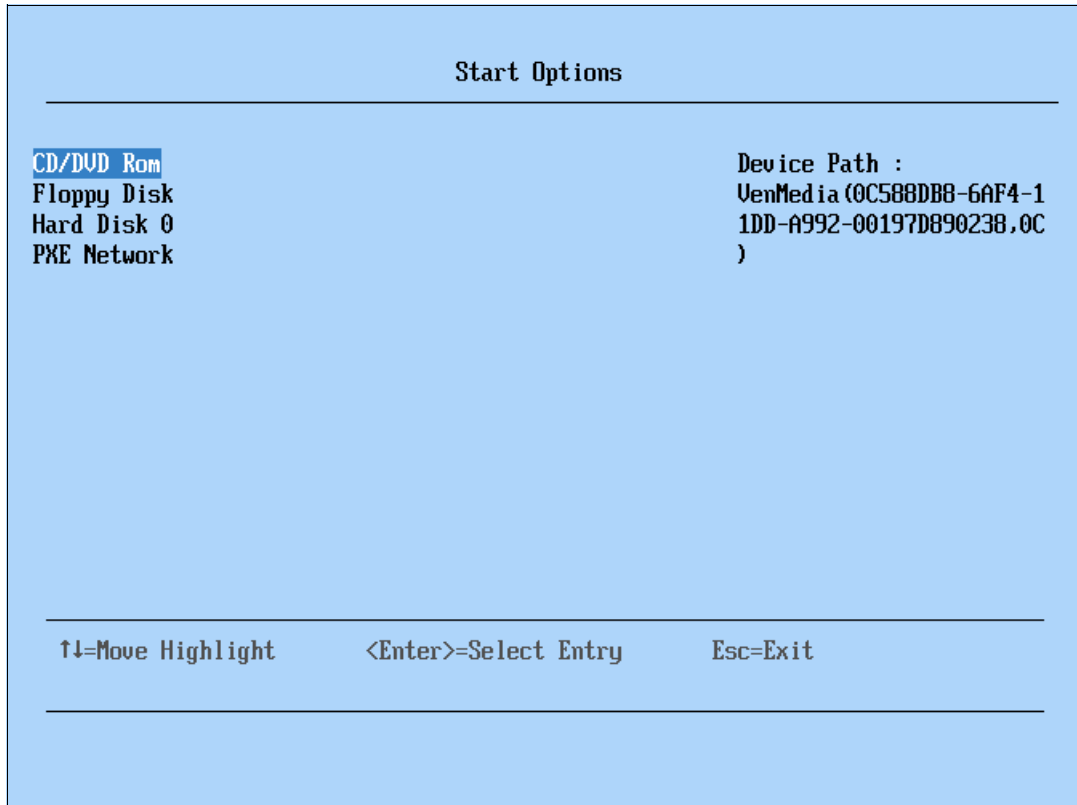 Start Options
CD/DVD Rom
Floppy Disk
Hard Disk 0
PXE Network
Device Path :
VenMedia(0C588DB8-6AF4-1
1DD-A992-00197D890238,0C
)
↑↓=Move Highlight <Enter>=Select Entry Esc=Exit